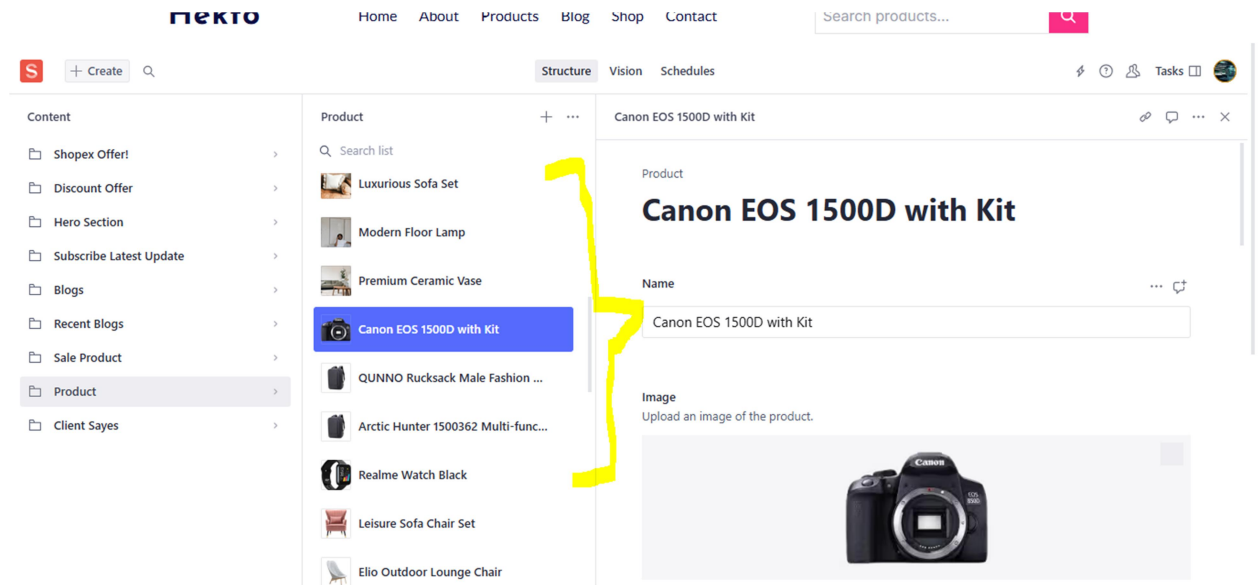 Hekto Home About Products Blog Shop Contact Search products...
S + Create Structure Vision Schedules Tasks
Content
Shopex Offer!
Discount Offer
Hero Section
Subscribe Latest Update
Blogs
Recent Blogs
Sale Product
Product
Client Sayes
Product
Search list
Luxurious Sofa Set
Modern Floor Lamp
Premium Ceramic Vase
Canon EOS 1500D with Kit
QUNNO Rucksack Male Fashion ...
Arctic Hunter 1500362 Multi-func...
Realme Watch Black
Leisure Sofa Chair Set
Elio Outdoor Lounge Chair
Canon EOS 1500D with Kit
Product
Canon EOS 1500D with Kit
Name
Canon EOS 1500D with Kit
Image
Upload an image of the product.
Canon
EOS
850D